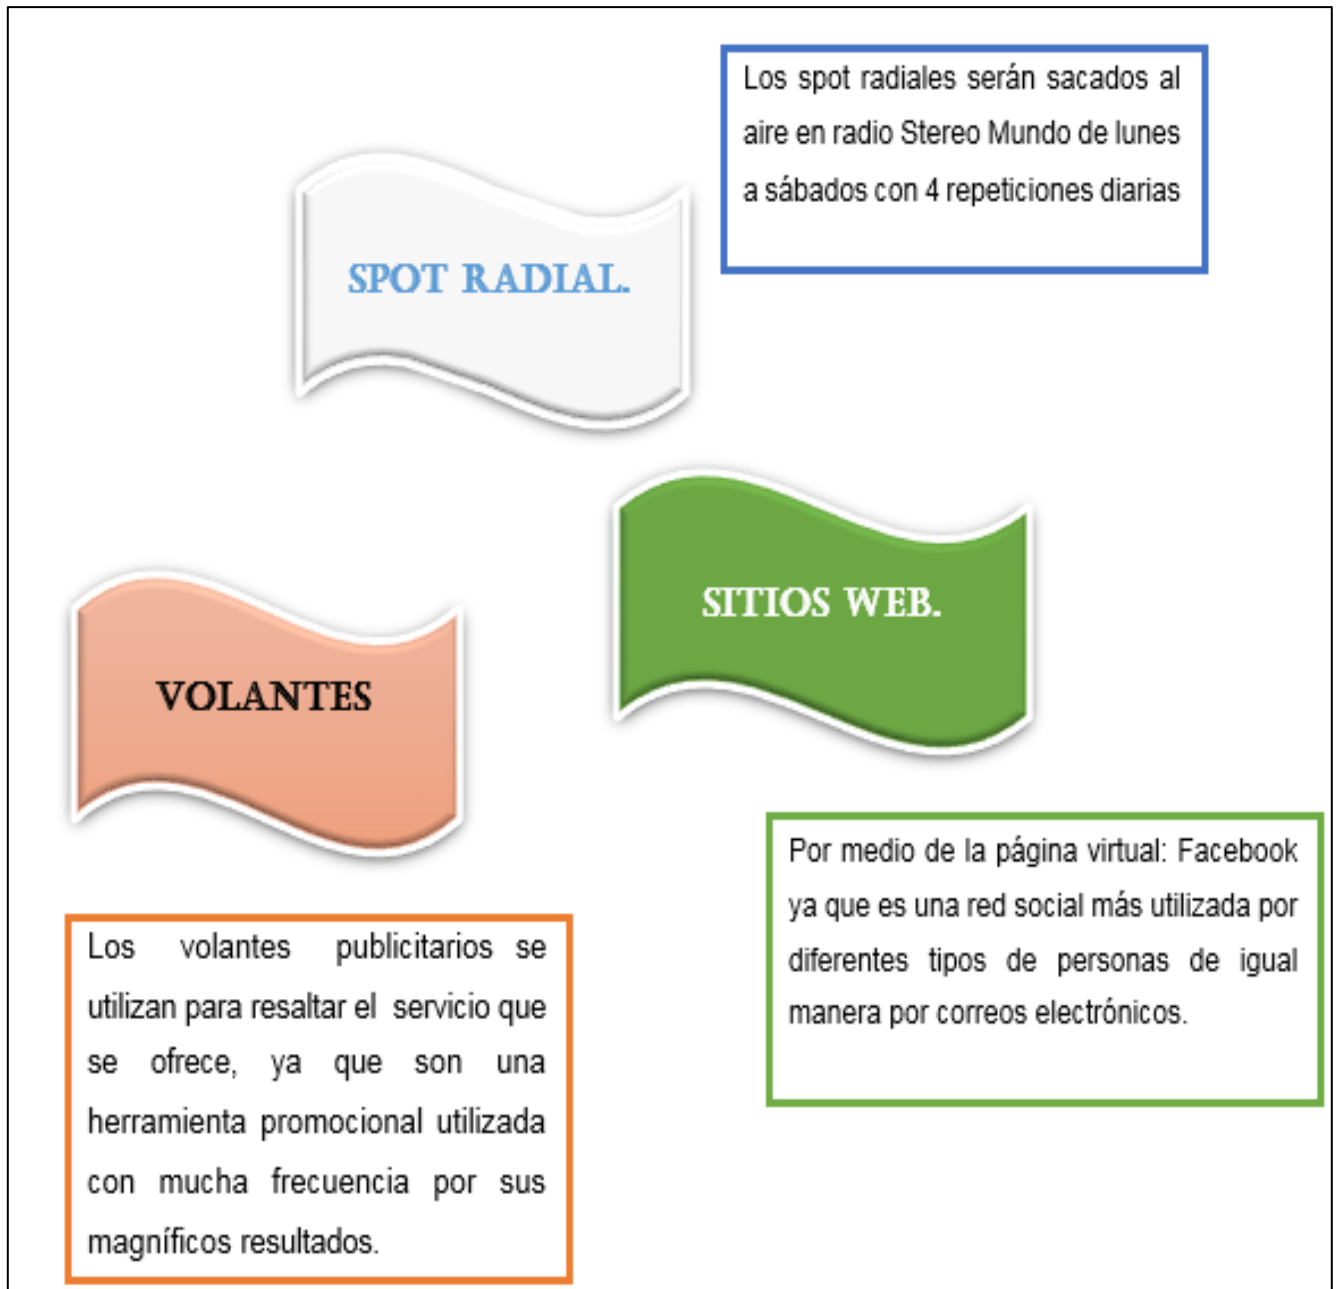 Los spot radiales serán sacados al
aire en radio Stereo Mundo de lunes
a sábados con 4 repeticiones diarias
SPOT RADIAL.
SITIOS WEB.
VOLANTES
Por medio de la página virtual: Facebook
ya que es una red social más utilizada por
diferentes tipos de personas de igual
manera por correos electrónicos.
Los volantes publicitarios se
utilizan para resaltar el servicio que
se ofrece, ya que son una
herramienta promocional utilizada
con mucha frecuencia por sus
magníficos resultados.